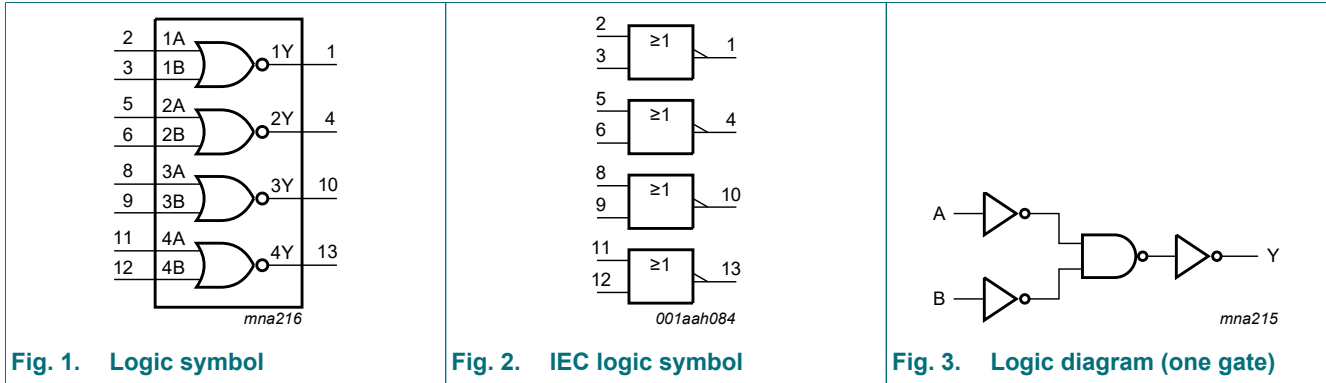 2 1A 1Y 1
3 1B
5 2A 2Y 4
6 2B
8 3A 3Y 10
9 3B
11 4A 4Y 13
12 4B
mna216
Fig. 1. Logic symbol
2 ≥1 1
3
5 ≥1 4
6
8 ≥1 10
9
11 ≥1 13
12
001aah084
Fig. 2. IEC logic symbol
A
Y
B
mna215
Fig. 3. Logic diagram (one gate)